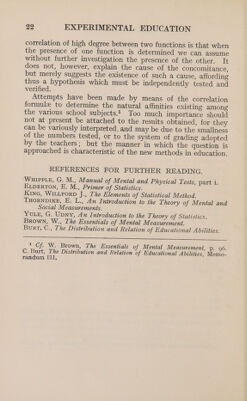 22 EXPERIMENTAL EDUCATION
correlation of high degree between two functions is that when
the presence of one function is determined we can assume
without further investigation the presence of the other. It
does not, however, explain the cause of the concomitance,
but merely suggests the existence of such a cause, affording
thus a hypothesis which must be independently tested and
verified.
Attempts have been made by means of the correlation
formulæ to determine the natural affinities existing among
the various school subjects.¹ Too much importance should
not at present be attached to the results obtained, for they
can be variously interpreted, and may be due to the smallness
of the numbers tested, or to the system of grading adopted
by the teachers; but the manner in which the question is
approached is characteristic of the new methods in education.
REFERENCES FOR FURTHER READING.
WHIPPLE, G. M., Manual of Mental and Physical Tests, part i.
ELDERTON, E. M., Primer of Statistics.
KING, WILLFORD J., The Elements of Statistical Method.
THORNDIKE, E. L., An Introduction to the Theory of Mental and
Social Measurements.
YULE, G. UDNY, An Introduction to the Theory of Statistics.
BROWN, W., The Essentials of Mental Measurement.
BURT, C., The Distribution and Relation of Educational Abilities.
¹ Cf. W. Brown, The Essentials of Mental Measurement, p. 96.
C. Burt, The Distribution and Relation of Educational Abilities, Memo-
randum III.